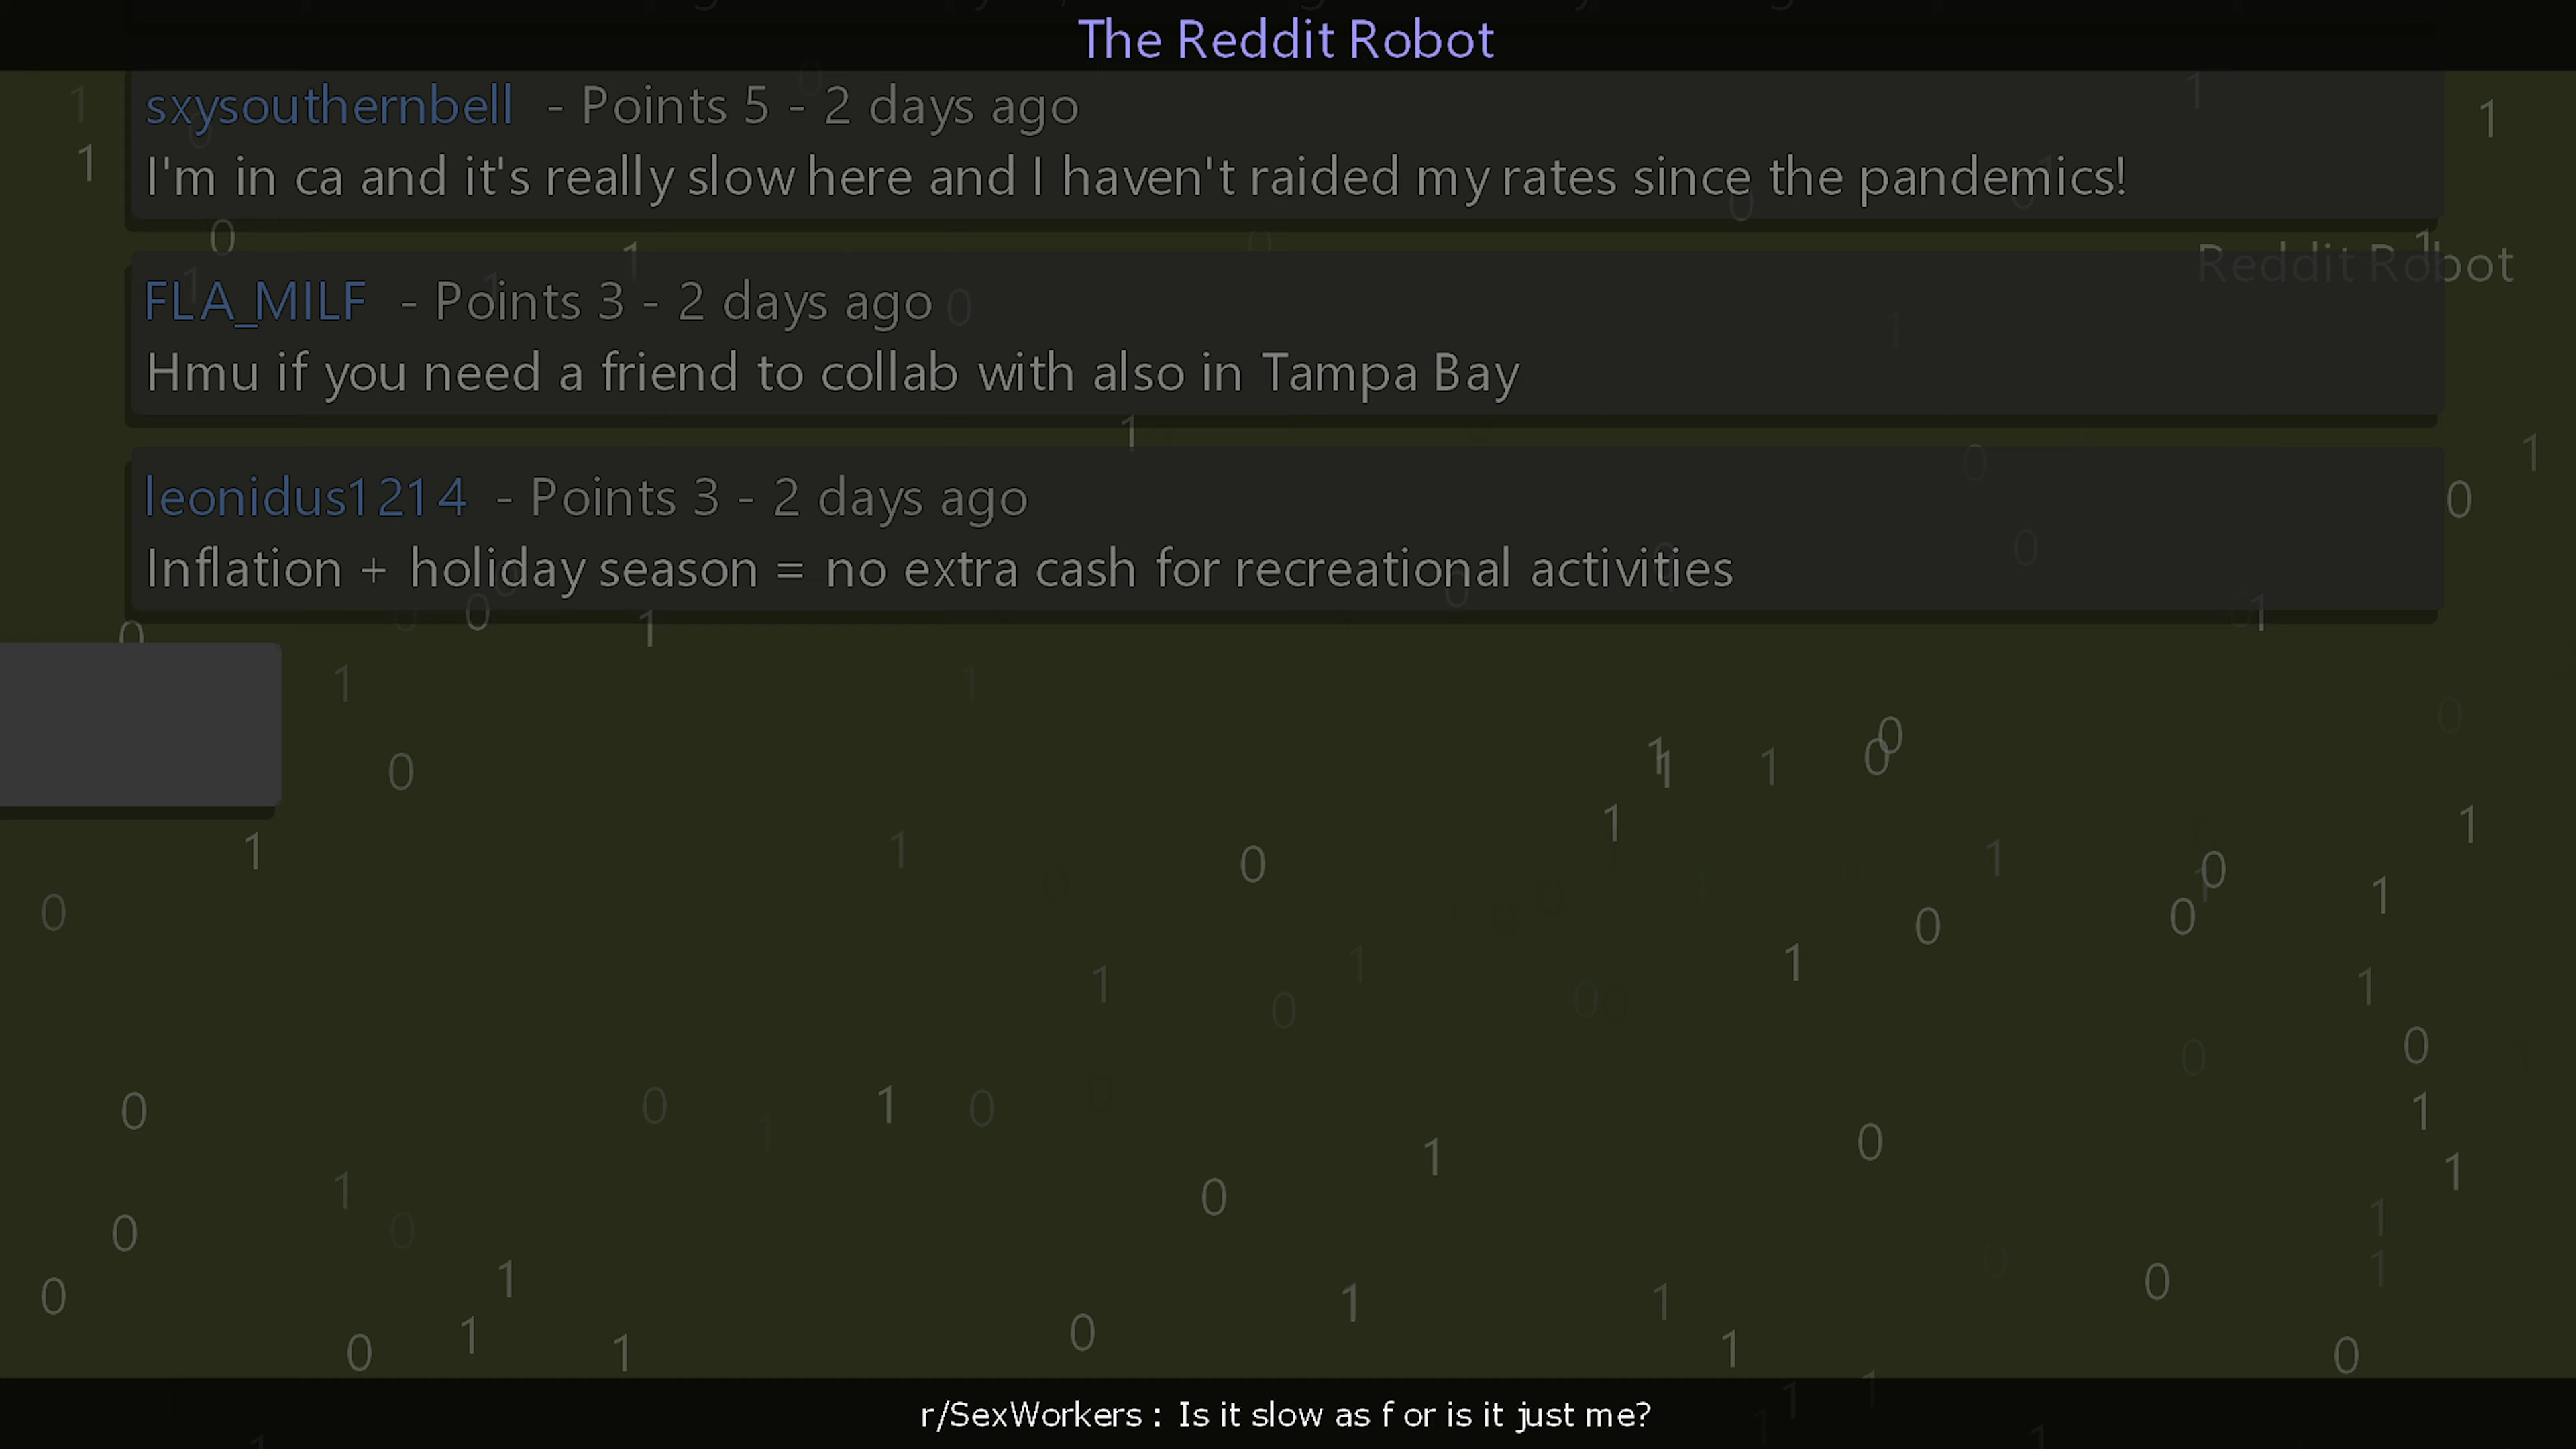 The Reddit Robot
sxysouthernbell - Points 5 - 2 days ago
I'm in ca and it's really slow here and I haven't raided my rates since the pandemics!
Reddit Robot
FLA_MILF - Points 3 - 2 days ago
Hmu if you need a friend to collab with also in Tampa Bay
leonidus1214 - Points 3 - 2 days ago
Inflation + holiday season = no extra cash for recreational activities
r/SexWorkers : Is it slow as f or is it just me?